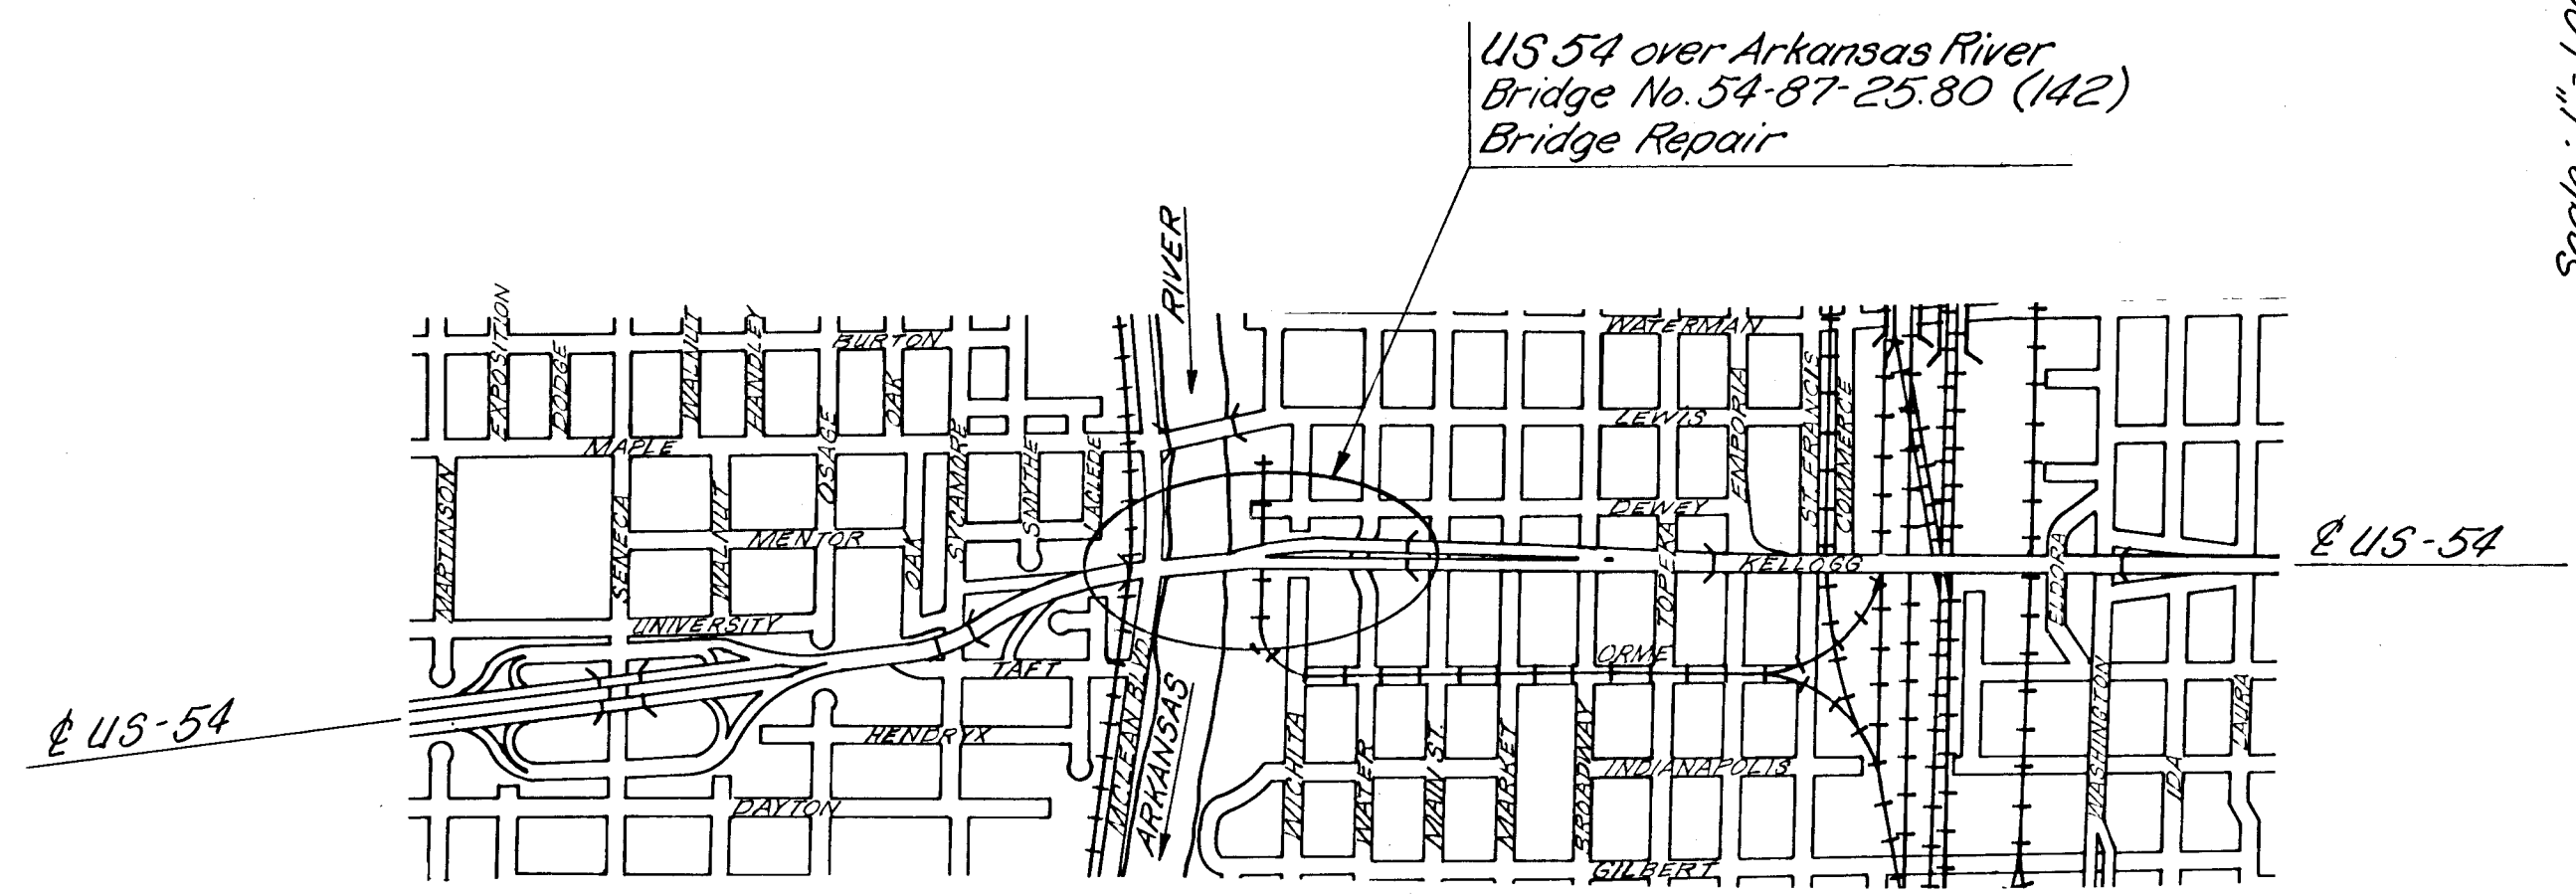 US 54 over Arkansas River
Bridge No. 54-87-25.80 (142)
Bridge Repair
Scale: 1"=
RIVER
EXPOSITION
DODGE
WALNUT
HANDLEY
BURTON
OAK
OSAGE
MAPLE
SYCAMORE
SMYTHE
LACLEDE
MARTINSON
SENECA
WALNUT
MENTOR
OAK
UNIVERSITY
TAFT
HENDRYX
DAYTON
MCLEAN BLVD.
ARKANSAS
WATERMAN
LEWIS
EMPORIA
ST. FRANCIS
COMMERCE
DEWEY
TOPEKA
KELLOGG
ELDORA
ORME
WICHITA
WATER
MAIN ST.
MARKET
BROADWAY
INDIANAPOLIS
GILBERT
WASHINGTON
IDA
LAURA
℄ US-54
℄ US-54